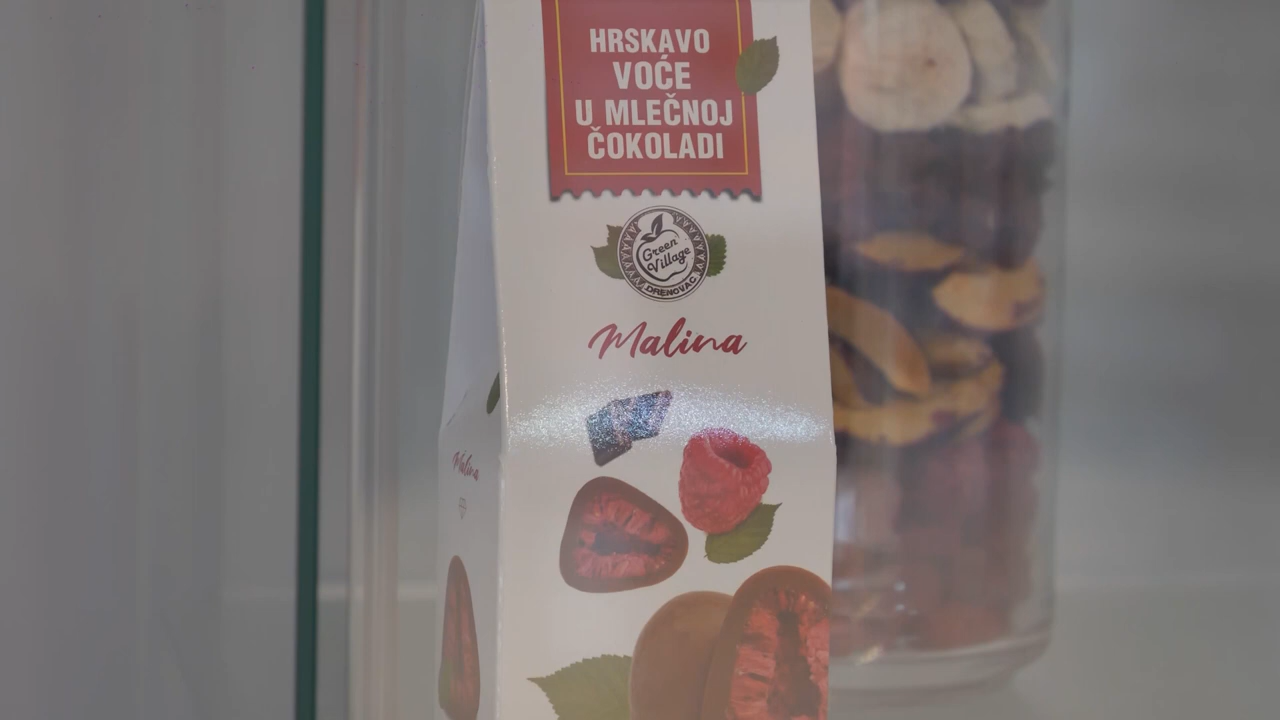 HRSKAVO
VOĆE
U MLEČNOJ
ČOKOLADI
Green
Village
DRENOVAC
Malina
Malina